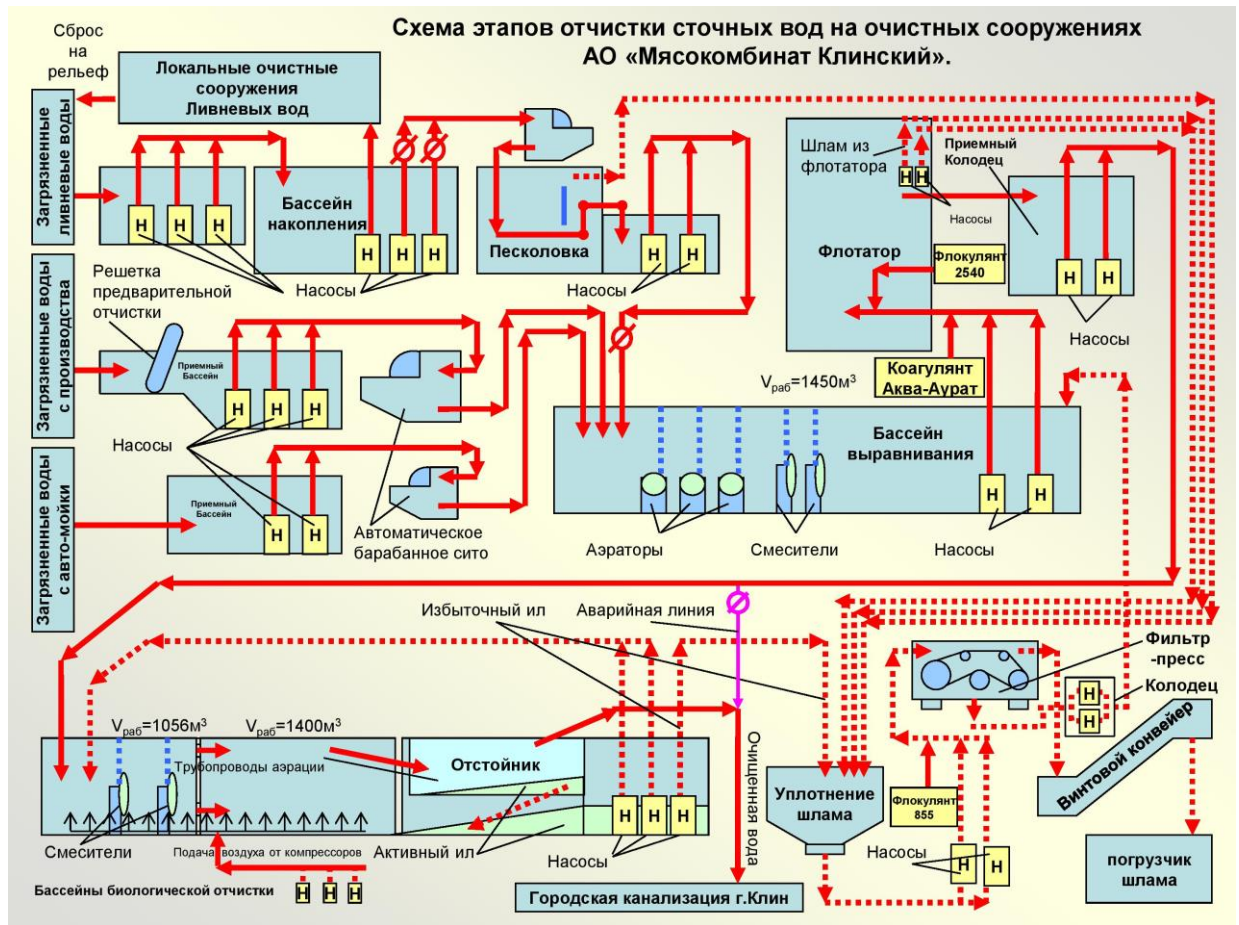 Схема этапов отчистки сточных вод на очистных сооружениях
АО «Мясокомбинат Клинский».
Сброс
на
рельеф
Локальные очистные
сооружения
Ливневых вод
Загрязненные
ливневые воды
Н
Н
Н
Бассейн
накопления
Н
Н
Н
Насосы
Песколовка
Н
Н
Насосы
Шлам из
флотатора
Н
Н
Насосы
Приемный
Колодец
Флотатор
Флокулянт
2540
Н
Н
Насосы
Коагулянт
Аква-Аурат
Загрязненные воды
с производства
Решетка
предварительной
отчистки
Приемный
Бассейн
Н
Н
Н
Насосы
Загрязненные воды
с авто-мойки
Приемный
Бассейн
Н
Н
Автоматическое
барабанное сито
Vраб=1450м³
Бассейн
выравнивания
Н
Н
Аэраторы
Смесители
Насосы
Избыточный ил
Аварийная линия
Vраб=1056м³
Vраб=1400м³
Трубопроводы аэрации
Отстойник
Н
Н
Н
Смесители
Подача воздуха от компрессоров
Активный ил
Насосы
Бассейны биологической отчистки
Н
Н
Н
Очищанная вода
Городская канализация г.Клин
Уплотнение
шлама
Флокулянт
855
Насосы
Н
Н
Фильтр
-пресс
Колодец
Н
Н
Винтовой конвейер
погрузчик
шлама